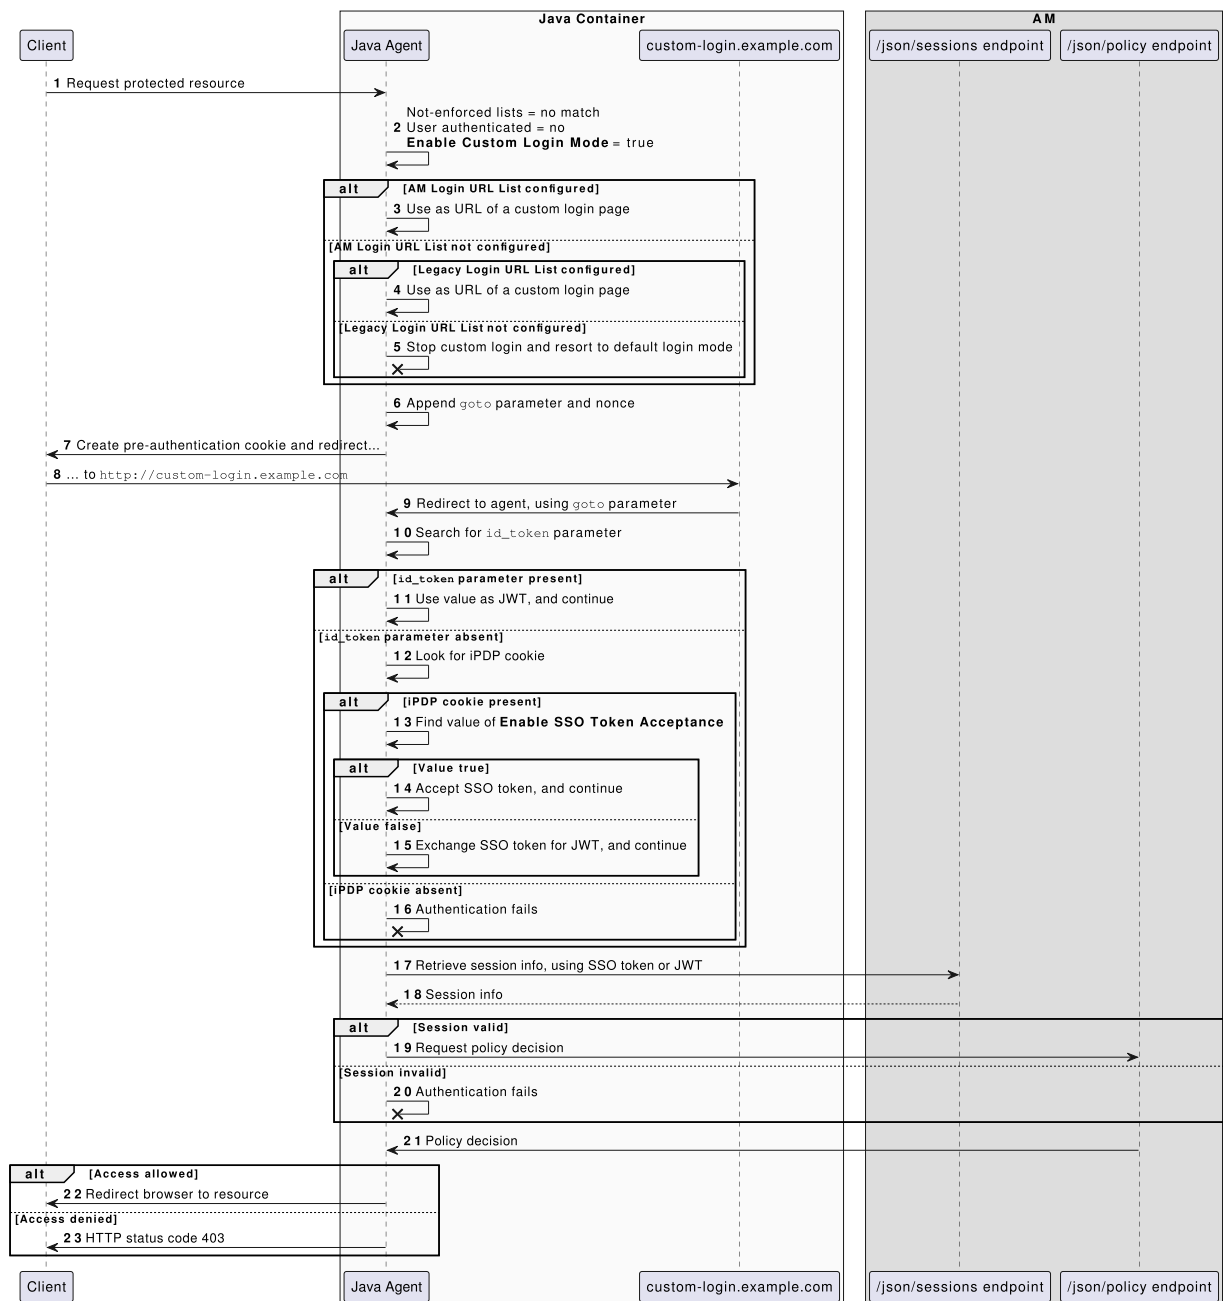 Java Container
AM
Client
Java Agent
custom-login.example.com
/json/sessions endpoint
/json/policy endpoint
1 Request protected resource
Not-enforced lists = no match
2 User authenticated = no
Enable Custom Login Mode = true
alt [AM Login URL List configured]
3 Use as URL of a custom login page
[AM Login URL List not configured]
alt [Legacy Login URL List configured]
4 Use as URL of a custom login page
[Legacy Login URL List not configured]
5 Stop custom login and resort to default login mode
6 Append goto parameter and nonce
7 Create pre-authentication cookie and redirect...
8 ... to http://custom-login.example.com
9 Redirect to agent, using goto parameter
10 Search for id_token parameter
alt [id_token parameter present]
11 Use value as JWT, and continue
[id_token parameter absent]
12 Look for iPDP cookie
alt [iPDP cookie present]
13 Find value of Enable SSO Token Acceptance
alt [Value true]
14 Accept SSO token, and continue
[Value false]
15 Exchange SSO token for JWT, and continue
[iPDP cookie absent]
16 Authentication fails
17 Retrieve session info, using SSO token or JWT
18 Session info
alt [Session valid]
19 Request policy decision
[Session invalid]
20 Authentication fails
21 Policy decision
alt [Access allowed]
22 Redirect browser to resource
[Access denied]
23 HTTP status code 403
Client
Java Agent
custom-login.example.com
/json/sessions endpoint
/json/policy endpoint